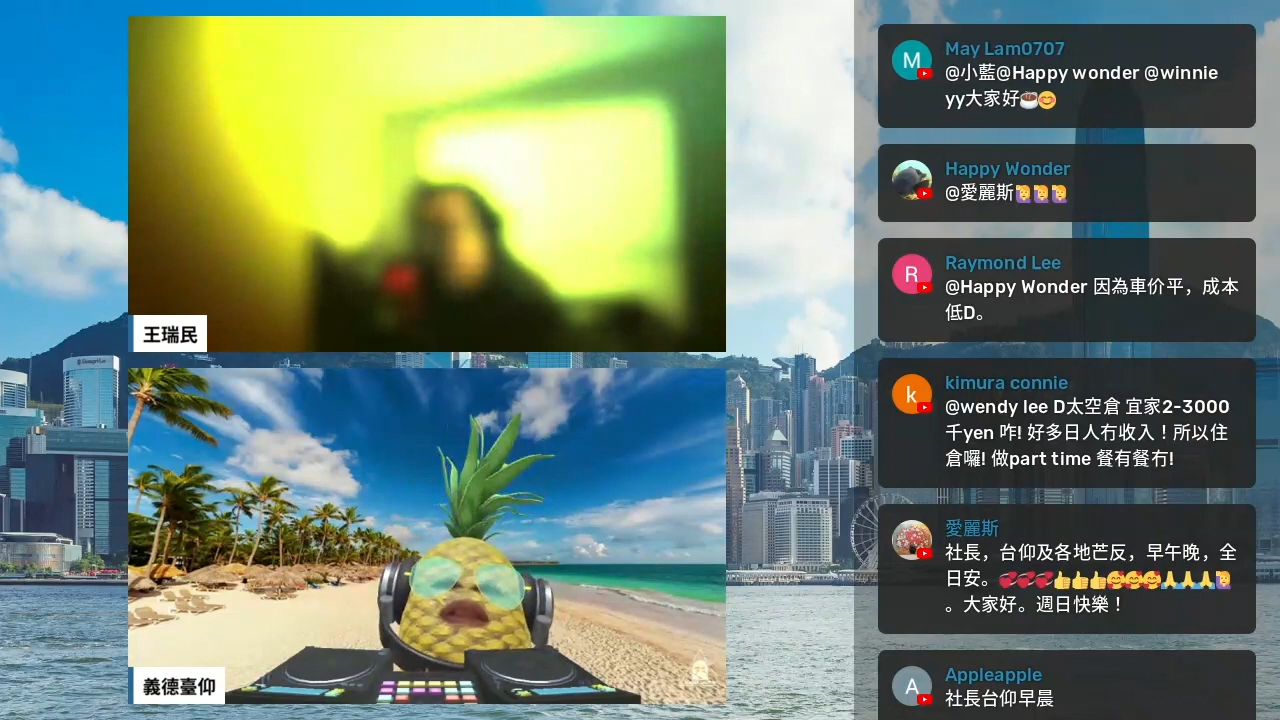 王瑞民
義德臺仰
May Lam0707
@小藍@Happy wonder @winnie
yy大家好☕😊
Happy Wonder
@愛麗斯🙋🙋🙋
Raymond Lee
@Happy Wonder 因為車价平，成本
低D。
kimura connie
@wendy lee D太空倉 宜家2-3000
千yen 咋! 好多日人冇收入！所以住
倉囉! 做part time 餐有餐冇!
愛麗斯
社長，台仰及各地芒反，早午晚，全
日安。💞💞💞👍👍👍🥰🥰🥰🙏🙏🙏🙋
。大家好。週日快樂！
Appleapple
社長台仰早晨